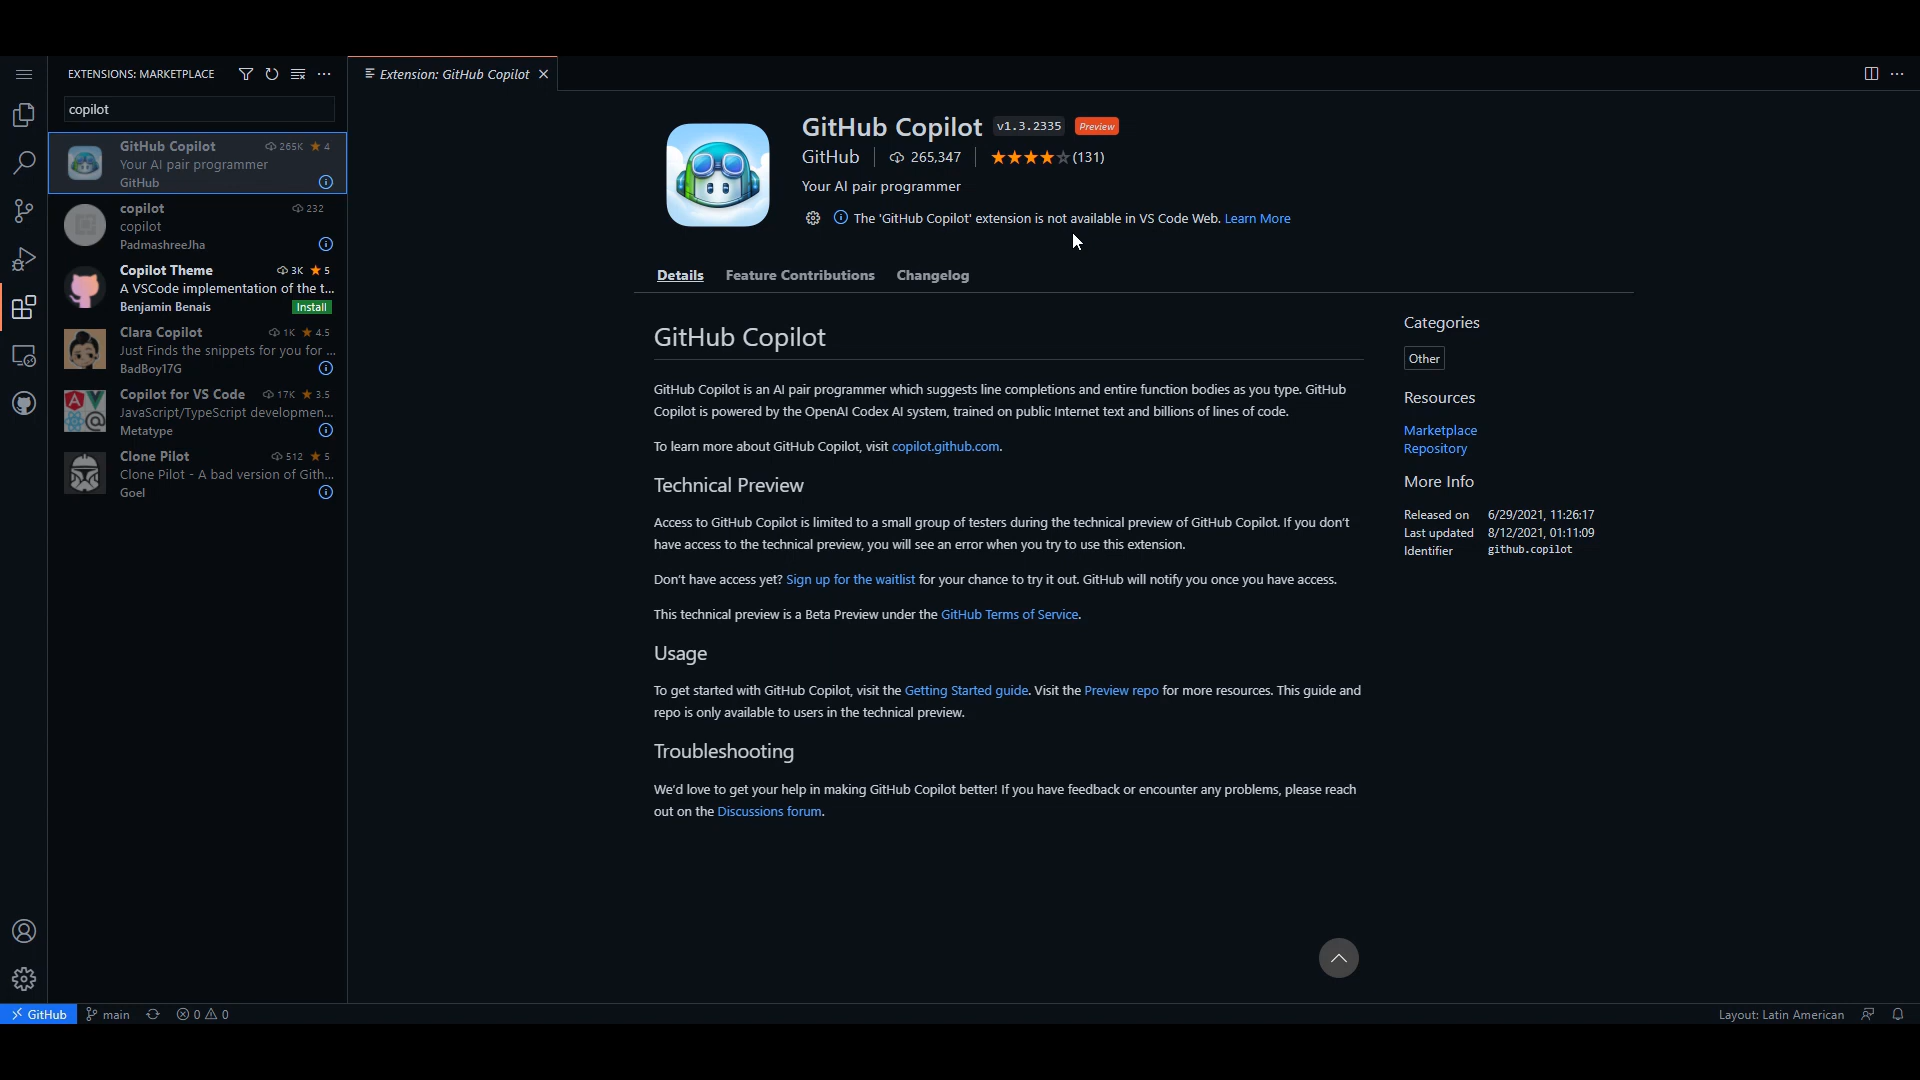 EXTENSIONS: MARKETPLACE
copilot
GitHub Copilot 265K ★ 4
Your AI pair programmer
GitHub
copilot 232
copilot
PadmashreeJha
Copilot Theme 3K ★ 5
A VSCode implementation of the t...
Benjamin Benais Install
Clara Copilot 1K ★ 4.5
Just Finds the snippets for you for ...
BadBoy17G
Copilot for VS Code 17K ★ 3.5
JavaScript/TypeScript developmen...
Metatype
Clone Pilot 512 ★ 5
Clone Pilot - A bad version of Gith...
Goel
Extension: GitHub Copilot
GitHub Copilot v1.3.2335 Preview
GitHub 265,347 ★★★★☆(131)
Your AI pair programmer
The 'GitHub Copilot' extension is not available in VS Code Web. Learn More
Details Feature Contributions Changelog
GitHub Copilot
GitHub Copilot is an AI pair programmer which suggests line completions and entire function bodies as you type. GitHub
Copilot is powered by the OpenAI Codex AI system, trained on public Internet text and billions of lines of code.
To learn more about GitHub Copilot, visit copilot.github.com.
Technical Preview
Access to GitHub Copilot is limited to a small group of testers during the technical preview of GitHub Copilot. If you don't
have access to the technical preview, you will see an error when you try to use this extension.
Don't have access yet? Sign up for the waitlist for your chance to try it out. GitHub will notify you once you have access.
This technical preview is a Beta Preview under the GitHub Terms of Service.
Usage
To get started with GitHub Copilot, visit the Getting Started guide. Visit the Preview repo for more resources. This guide and
repo is only available to users in the technical preview.
Troubleshooting
We'd love to get your help in making GitHub Copilot better! If you have feedback or encounter any problems, please reach
out on the Discussions forum.
Categories
Other
Resources
Marketplace
Repository
More Info
Released on 6/29/2021, 11:26:17
Last updated 8/12/2021, 01:11:09
Identifier github.copilot
GitHub main 0 0
Layout: Latin American